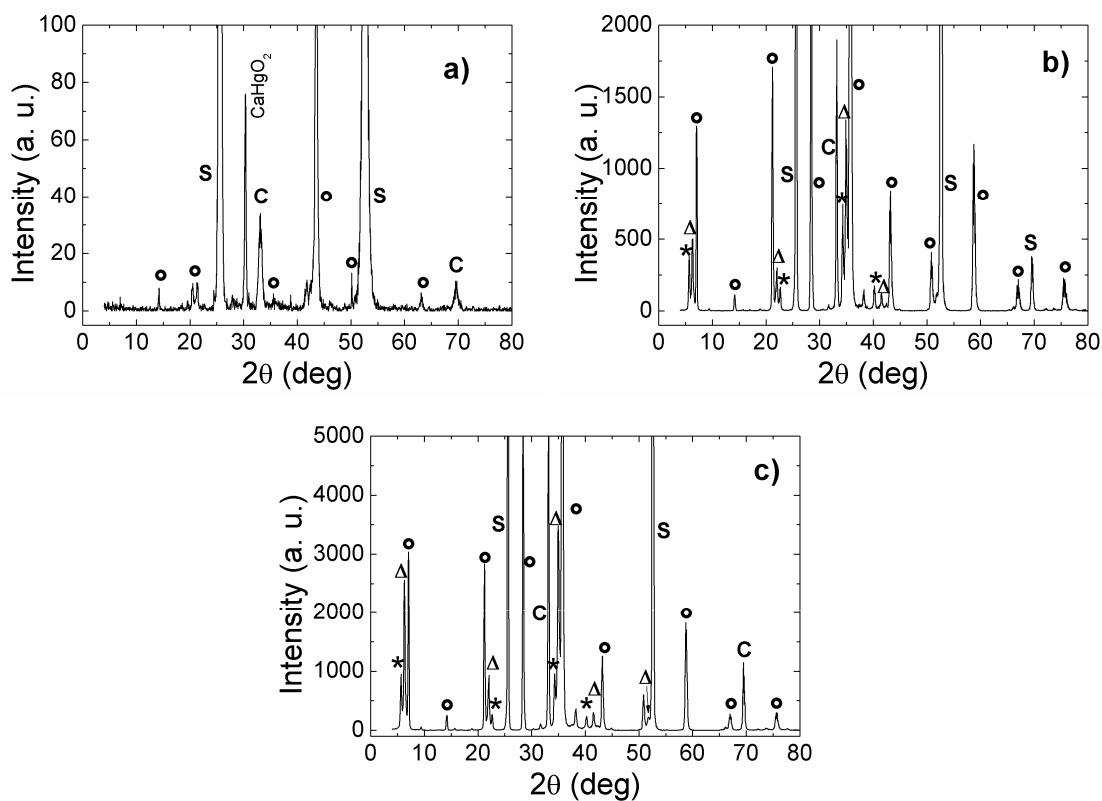 a)
Intensity (a. u.)
100
80
60
40
20
0
S
CaHgO₂
C
S
C
0 10 20 30 40 50 60 70 80
2θ (deg)
b)
Intensity (a. u.)
2000
1500
1000
500
0
Δ
*
S
Δ
*
C
Δ
*
*
Δ
S
S
0 10 20 30 40 50 60 70 80
2θ (deg)
c)
Intensity (a. u.)
5000
4000
3000
2000
1000
0
Δ
*
S
Δ
*
C
Δ
*
*
Δ
Δ
S
C
0 10 20 30 40 50 60 70 80
2θ (deg)